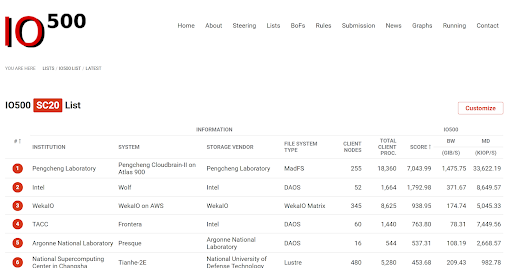 IO500
Home About Steering Lists BoFs Rules Submission News Graphs Running Contact
YOU ARE HERE LISTS / IO500 LIST / LATEST
IO500 SC20 List
Customize
INFORMATION IO500
# ↑ INSTITUTION SYSTEM STORAGE VENDOR FILE SYSTEM TYPE CLIENT NODES TOTAL CLIENT PROC. SCORE ↑ BW (GIB/S) MD (KIOP/S)
1 Pengcheng Laboratory Pengcheng Cloudbrain-II on Atlas 900 Pengcheng Laboratory MadFS 255 18,360 7,043.99 1,475.75 33,622.19
2 Intel Wolf Intel DAOS 52 1,664 1,792.98 371.67 8,649.57
3 WekaIO WekaIO on AWS WekaIO WekaIO Matrix 345 8,625 938.95 174.74 5,045.33
4 TACC Frontera Intel DAOS 60 1,440 763.80 78.31 7,449.56
5 Argonne National Laboratory Presque Argonne National Laboratory DAOS 16 544 537.31 108.19 2,668.57
6 National Supercomputing Center in Changsha Tianhe-2E National University of Defense Technology Lustre 480 5,280 453.68 209.43 982.78